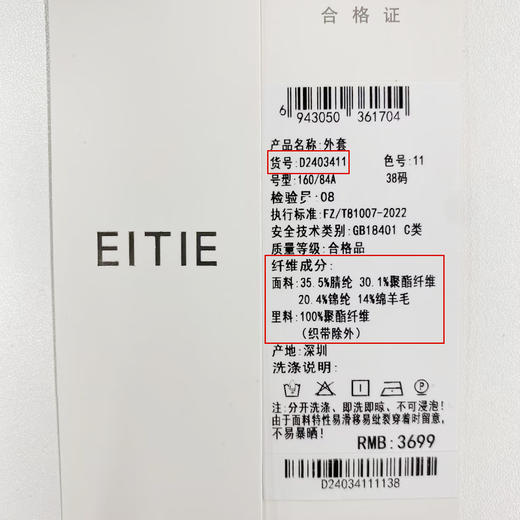 合格证
EITIE
6 943050 361704
产品名称:外套
货号:D2403411 色号:11
号型:160/84A 38码
检验员:08
执行标准:FZ/T81007-2022
安全技术类别:GB18401 C类
质量等级:合格品
纤维成分:
面料:35.5%腈纶 30.1%聚酯纤维
20.4%锦纶 14%绵羊毛
里料:100%聚酯纤维
(织带除外)
产地:深圳
洗涤说明:
注:分开洗涤、即洗即晾、不可浸泡!
由于面料特性易滑移易纰裂穿着时留意,
不易暴晒!
RMB:3699
D24034111138